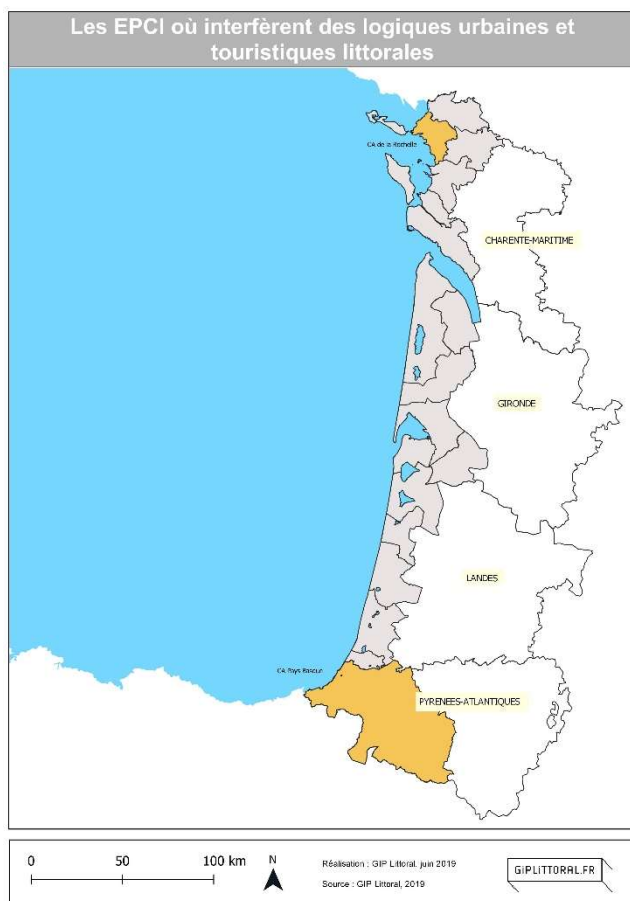 Les EPCI où interfèrent des logiques urbaines et
touristiques littorales
CA de la Rochelle
CHARENTE-MARITIME
GIRONDE
LANDES
CA Pays Basque
PYRENEES-ATLANTIQUES
0 50 100 km
N
Réalisation : GIP Littoral, juin 2019
Source : GIP Littoral, 2019
GIPLITTORAL.FR